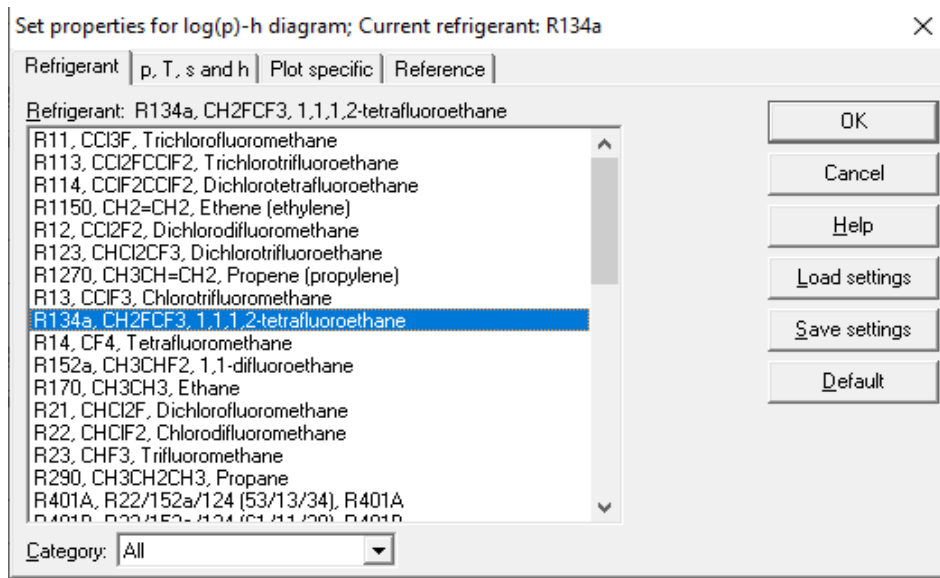 Set properties for log(p)-h diagram; Current refrigerant: R134a
Refrigerant
p, T, s and h
Plot specific
Reference
Refrigerant: R134a, CH2FCF3, 1,1,1,2-tetrafluoroethane
R11, CCl3F, Trichlorofluoromethane
R113, CCl2FCClF2, Trichlorotrifluoroethane
R114, CClF2CClF2, Dichlorotetrafluoroethane
R1150, CH2=CH2, Ethene (ethylene)
R12, CCl2F2, Dichlorodifluoromethane
R123, CHCl2CF3, Dichlorotrifluoroethane
R1270, CH3CH=CH2, Propene (propylene)
R13, CClF3, Chlorotrifluoromethane
R134a, CH2FCF3, 1,1,1,2-tetrafluoroethane
R14, CF4, Tetrafluoromethane
R152a, CH3CHF2, 1,1-difluoroethane
R170, CH3CH3, Ethane
R21, CHCl2F, Dichlorofluoromethane
R22, CHClF2, Chlorodifluoromethane
R23, CHF3, Trifluoromethane
R290, CH3CH2CH3, Propane
R401A, R22/152a/124 (53/13/34), R401A
Category: All
OK
Cancel
Help
Load settings
Save settings
Default